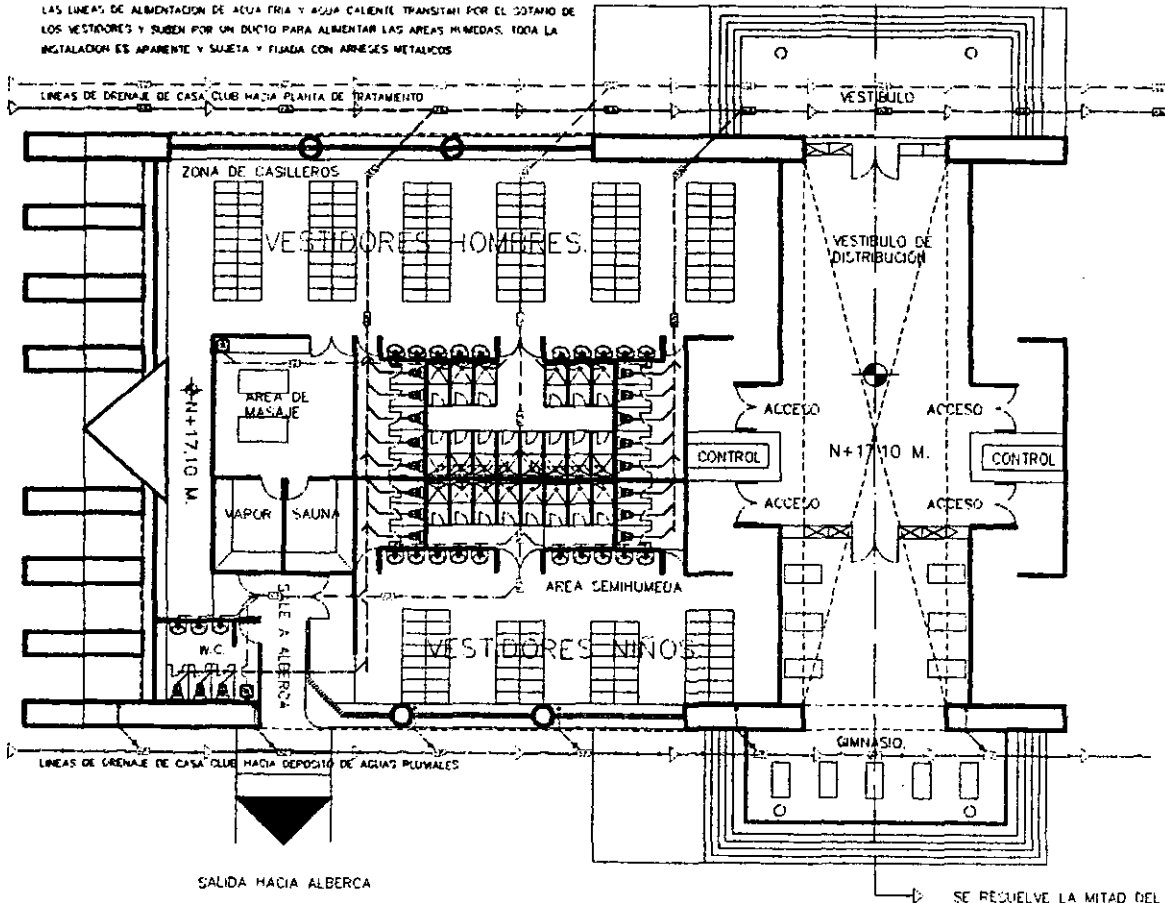 LAS LINEAS DE ALIMENTACION DE AGUA FRIA Y AGUA CALIENTE TRANSITAN POR EL SOTANO DE
LOS VESTIDORES Y SUBEN POR UN DUCTO PARA ALIMENTAR LAS AREAS HUMEDAS. TODA LA
INSTALACION ES APARENTE Y SUJETA Y FIJADA CON ARNESES METALICOS
LINEAS DE DRENAJE DE CASA CLUB HACIA PLANTA DE TRATAMIENTO
VESTIBULO
ZONA DE CASILLEROS
VESTIDORES HOMBRES.
VESTIBULO DE
DISTRIBUCION
AREA DE
MASAJE
N+17.10 M.
ACCESO
ACCESO
CONTROL
N+17.10 M.
CONTROL
VAPOR
SAUNA
ACCESO
ACCESO
AREA SEMIHUMEDA
SALE A ALBERCA
W.C.
VESTIDORES NIÑOS.
GIMNASIO.
LINEAS DE DRENAJE DE CASA CLUB HACIA DEPOSITO DE AGUAS PLUVIALES
SALIDA HACIA ALBERCA
SE RESUELVE LA MITAD DEL